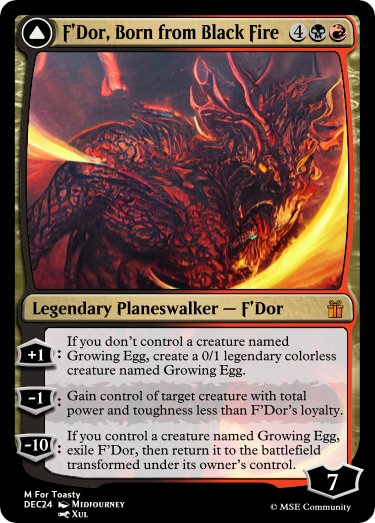 F'Dor, Born from Black Fire 4
Legendary Planeswalker — F'Dor
+1: If you don't control a creature named
Growing Egg, create a 0/1 legendary colorless
creature named Growing Egg.
-1: Gain control of target creature with total
power and toughness less than F'Dor's loyalty.
-10: If you control a creature named Growing Egg,
exile F'Dor, then return it to the battlefield
transformed under its owner's control.
7
M For Toasty
DEC24 Midjourney
Xul
© MSE Community